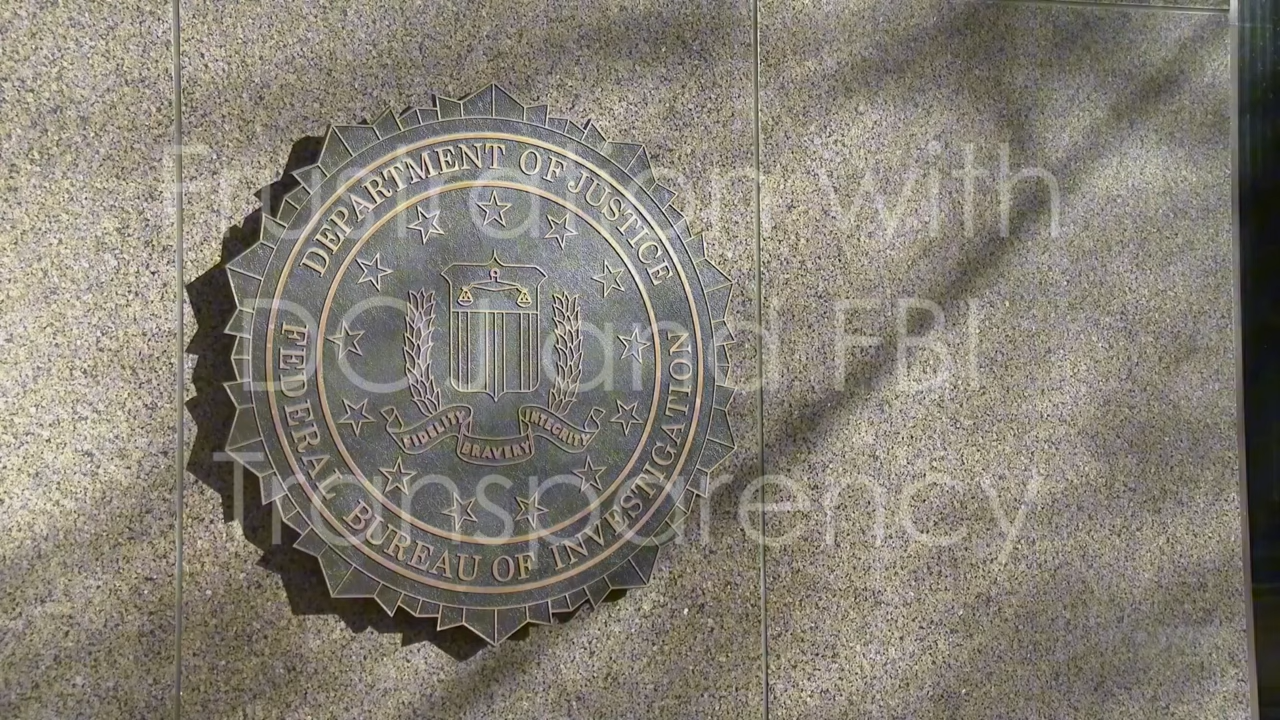 Frustration with
DOJ and FBI
Transparency
DEPARTMENT OF JUSTICE
FIDELITY BRAVERY INTEGRITY
FEDERAL BUREAU OF INVESTIGATION